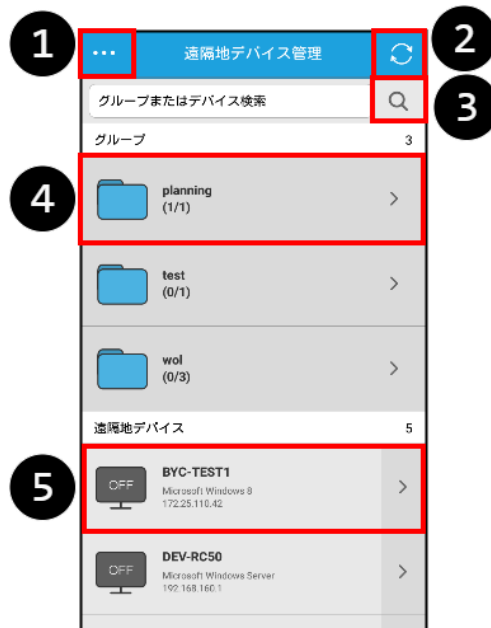 1
2
... 遠隔地デバイス管理
グループまたはデバイス検索
3
グループ 3
4
planning
(1/1)
test
(0/1)
wol
(0/3)
遠隔地デバイス 5
5
OFF
BYC-TEST1
Microsoft Windows 8
172.25.110.42
OFF
DEV-RC50
Microsoft Windows Server
192.168.160.1